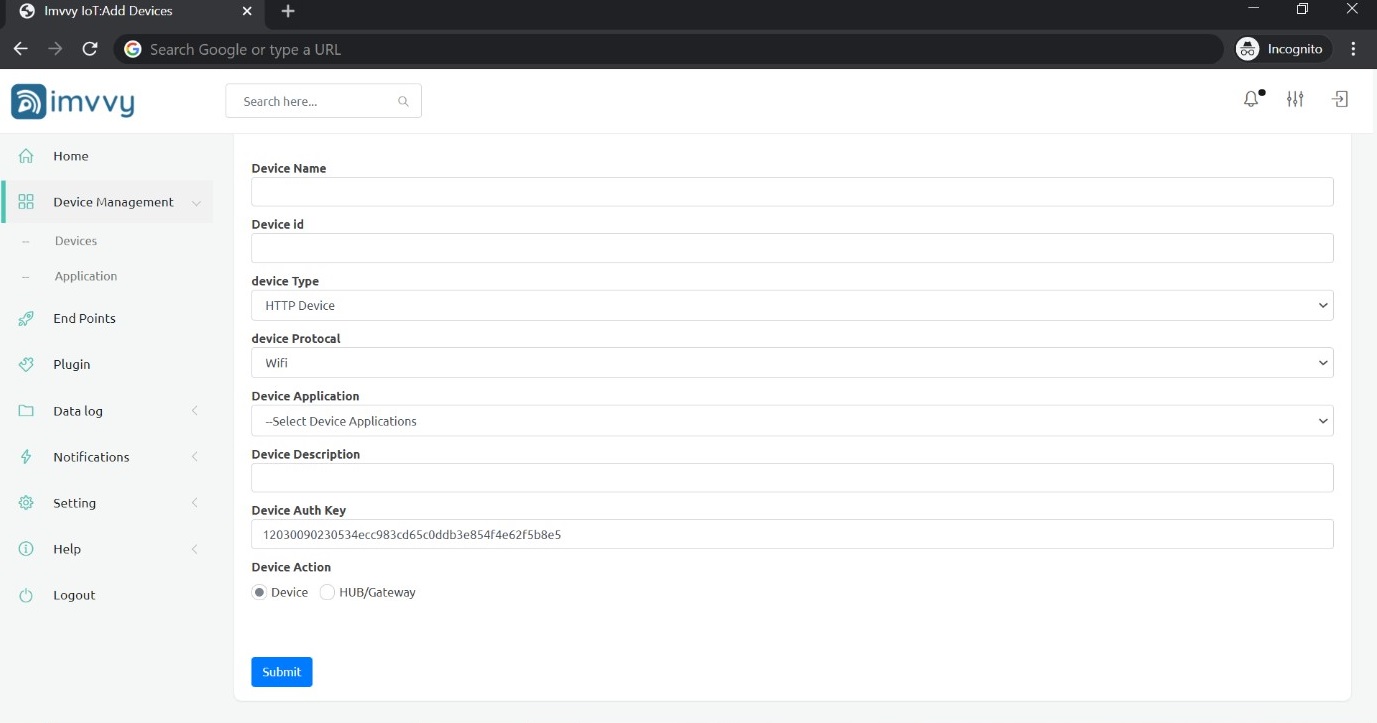 Imvvy IoT:Add Devices
Search Google or type a URL
Incognito
imvvy
Search here...
Home
Device Management
Devices
Application
End Points
Plugin
Data log
Notifications
Setting
Help
Logout
Device Name
Device id
device Type
HTTP Device
device Protocal
Wifi
Device Application
--Select Device Applications
Device Description
Device Auth Key
12030090230534ecc983cd65c0ddb3e854f4e62f5b8e5
Device Action
Device HUB/Gateway
Submit